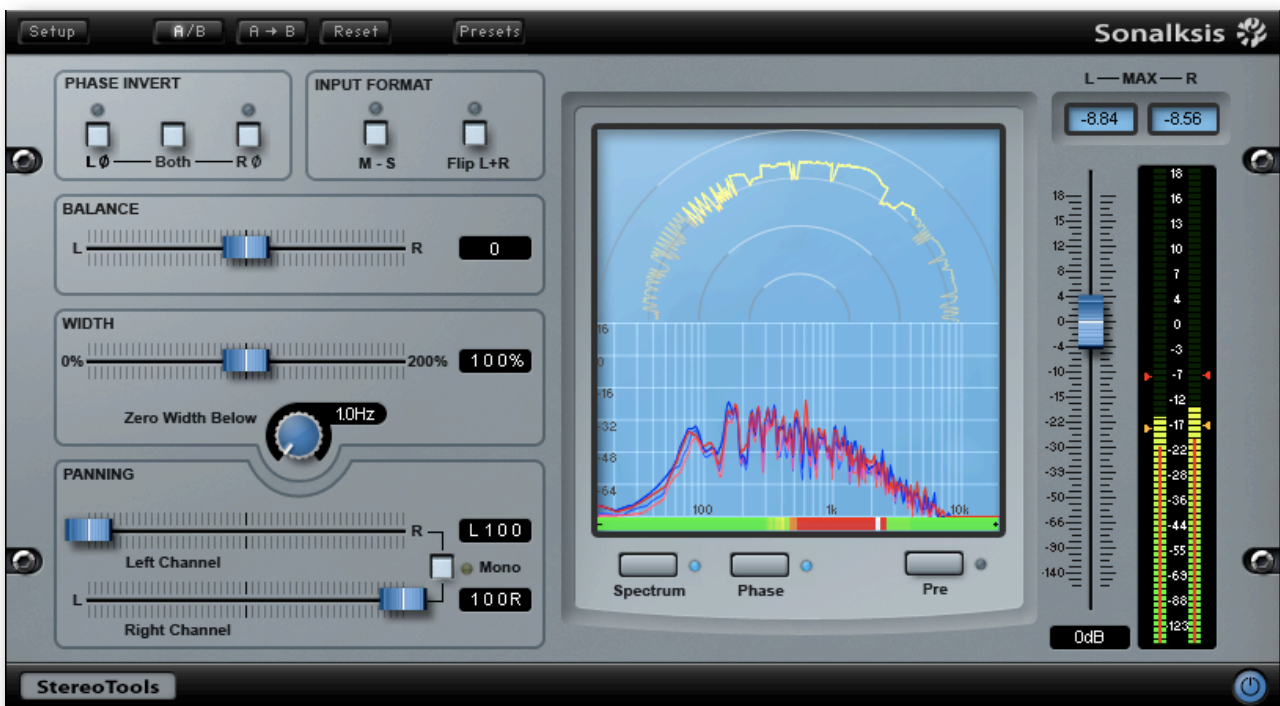 Setup A/B A → B Reset Presets Sonalksis
PHASE INVERT
L Ø Both R Ø
INPUT FORMAT
M - S Flip L+R
BALANCE
L R 0
WIDTH
0% 200% 100%
Zero Width Below 1.0Hz
PANNING
R L100
Left Channel
Mono
L 100R
Right Channel
16
0
-16
-32
-48
-64
100 1k 10k
- +
Spectrum Phase Pre
L — MAX — R
-8.84 -8.56
18
15
12
8
4
0
-4
-10
-15
-22
-30
-39
-50
-66
-90
-140
0dB
18
16
13
10
7
4
0
-3
-7
-12
-17
-22
-28
-36
-44
-55
-69
-88
-123
StereoTools